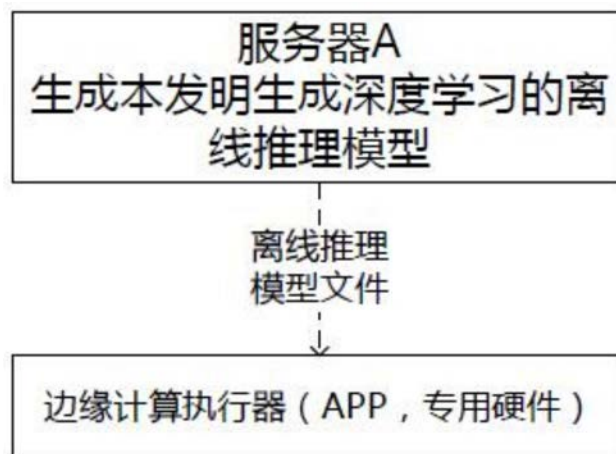 服务器A
生成本发明生成深度学习的离
线推理模型
离线推理
模型文件
边缘计算执行器（APP，专用硬件）